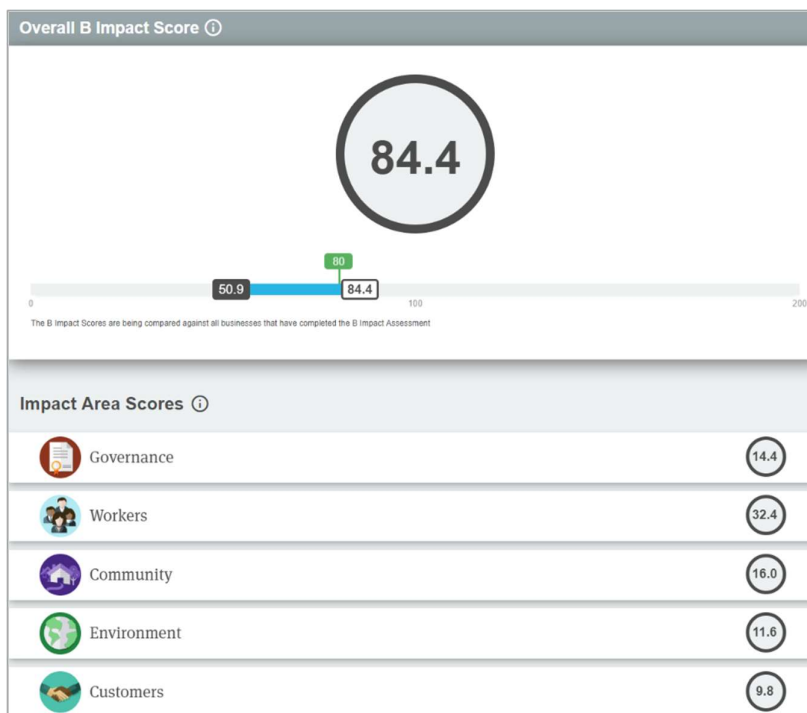 Overall B Impact Score
84.4
80
50.9 84.4
0 100 200
The B Impact Scores are being compared against all businesses that have completed the B Impact Assessment
Impact Area Scores
Governance 14.4
Workers 32.4
Community 16.0
Environment 11.6
Customers 9.8